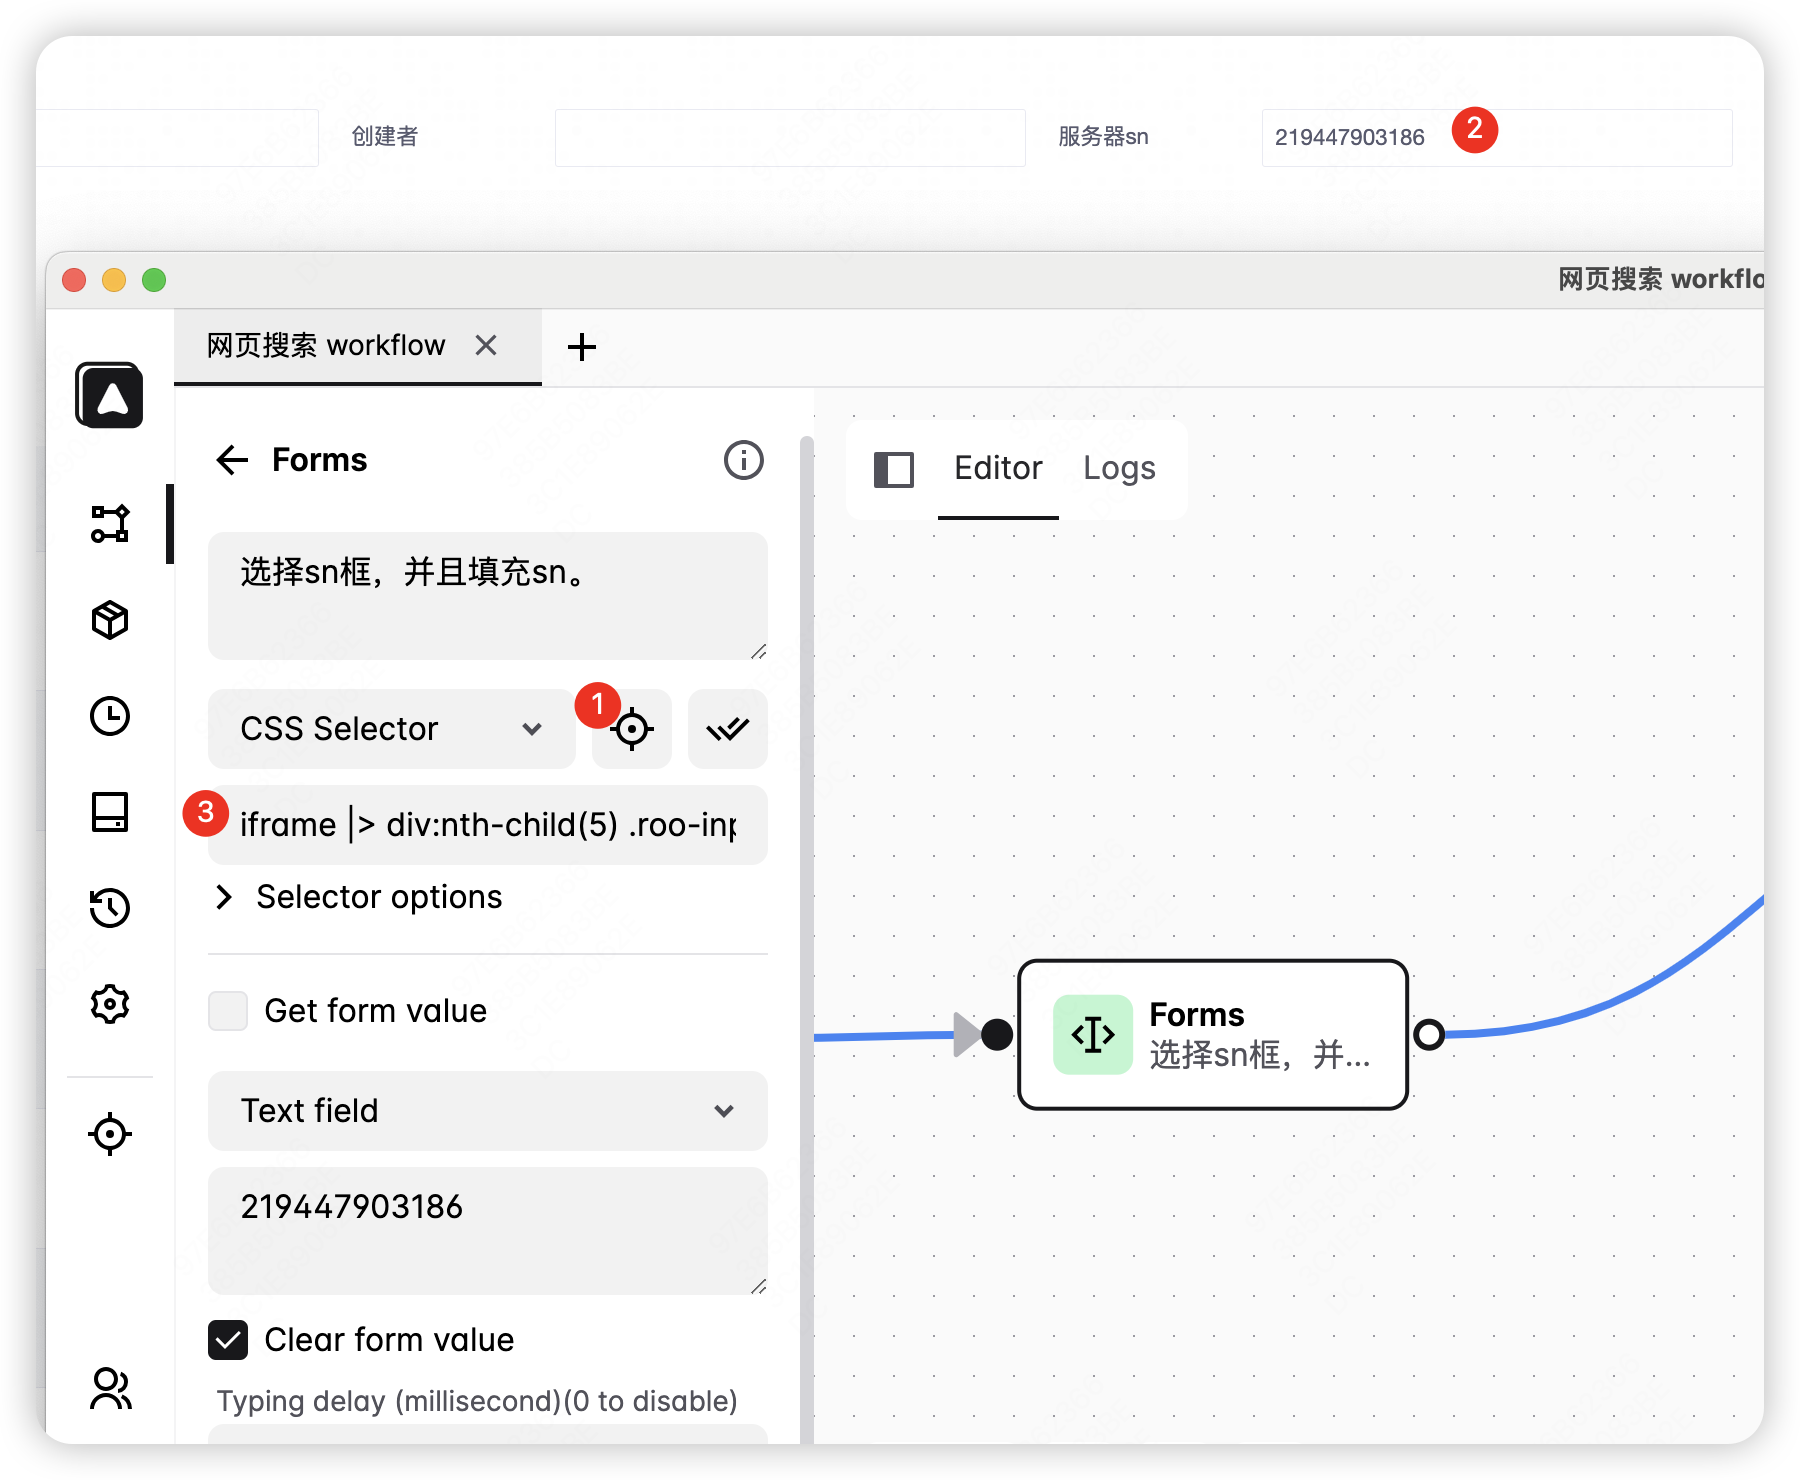 创建者
服务器sn
219447903186
2
网页搜索 workflo
网页搜索 workflow
Forms
Editor
Logs
选择sn框，并且填充sn。
1
CSS Selector
3
iframe |> div:nth-child(5) .roo-inp
Selector options
Get form value
Forms
选择sn框，并...
Text field
219447903186
Clear form value
Typing delay (millisecond)(0 to disable)